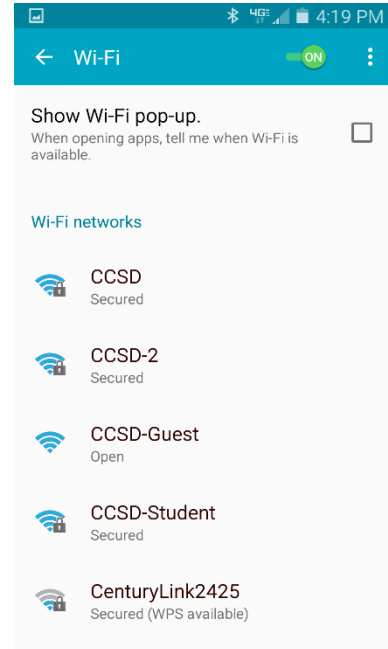 4G LTE 4:19 PM
Wi-Fi ON
Show Wi-Fi pop-up.
When opening apps, tell me when Wi-Fi is
available.
Wi-Fi networks
CCSD
Secured
CCSD-2
Secured
CCSD-Guest
Open
CCSD-Student
Secured
CenturyLink2425
Secured (WPS available)